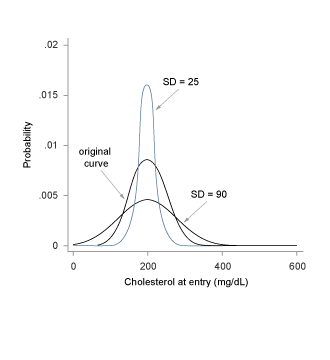 .02
SD = 25
.015
Probability
.01
original
curve
.005
SD = 90
0
0 200 400 600
Cholesterol at entry (mg/dL)